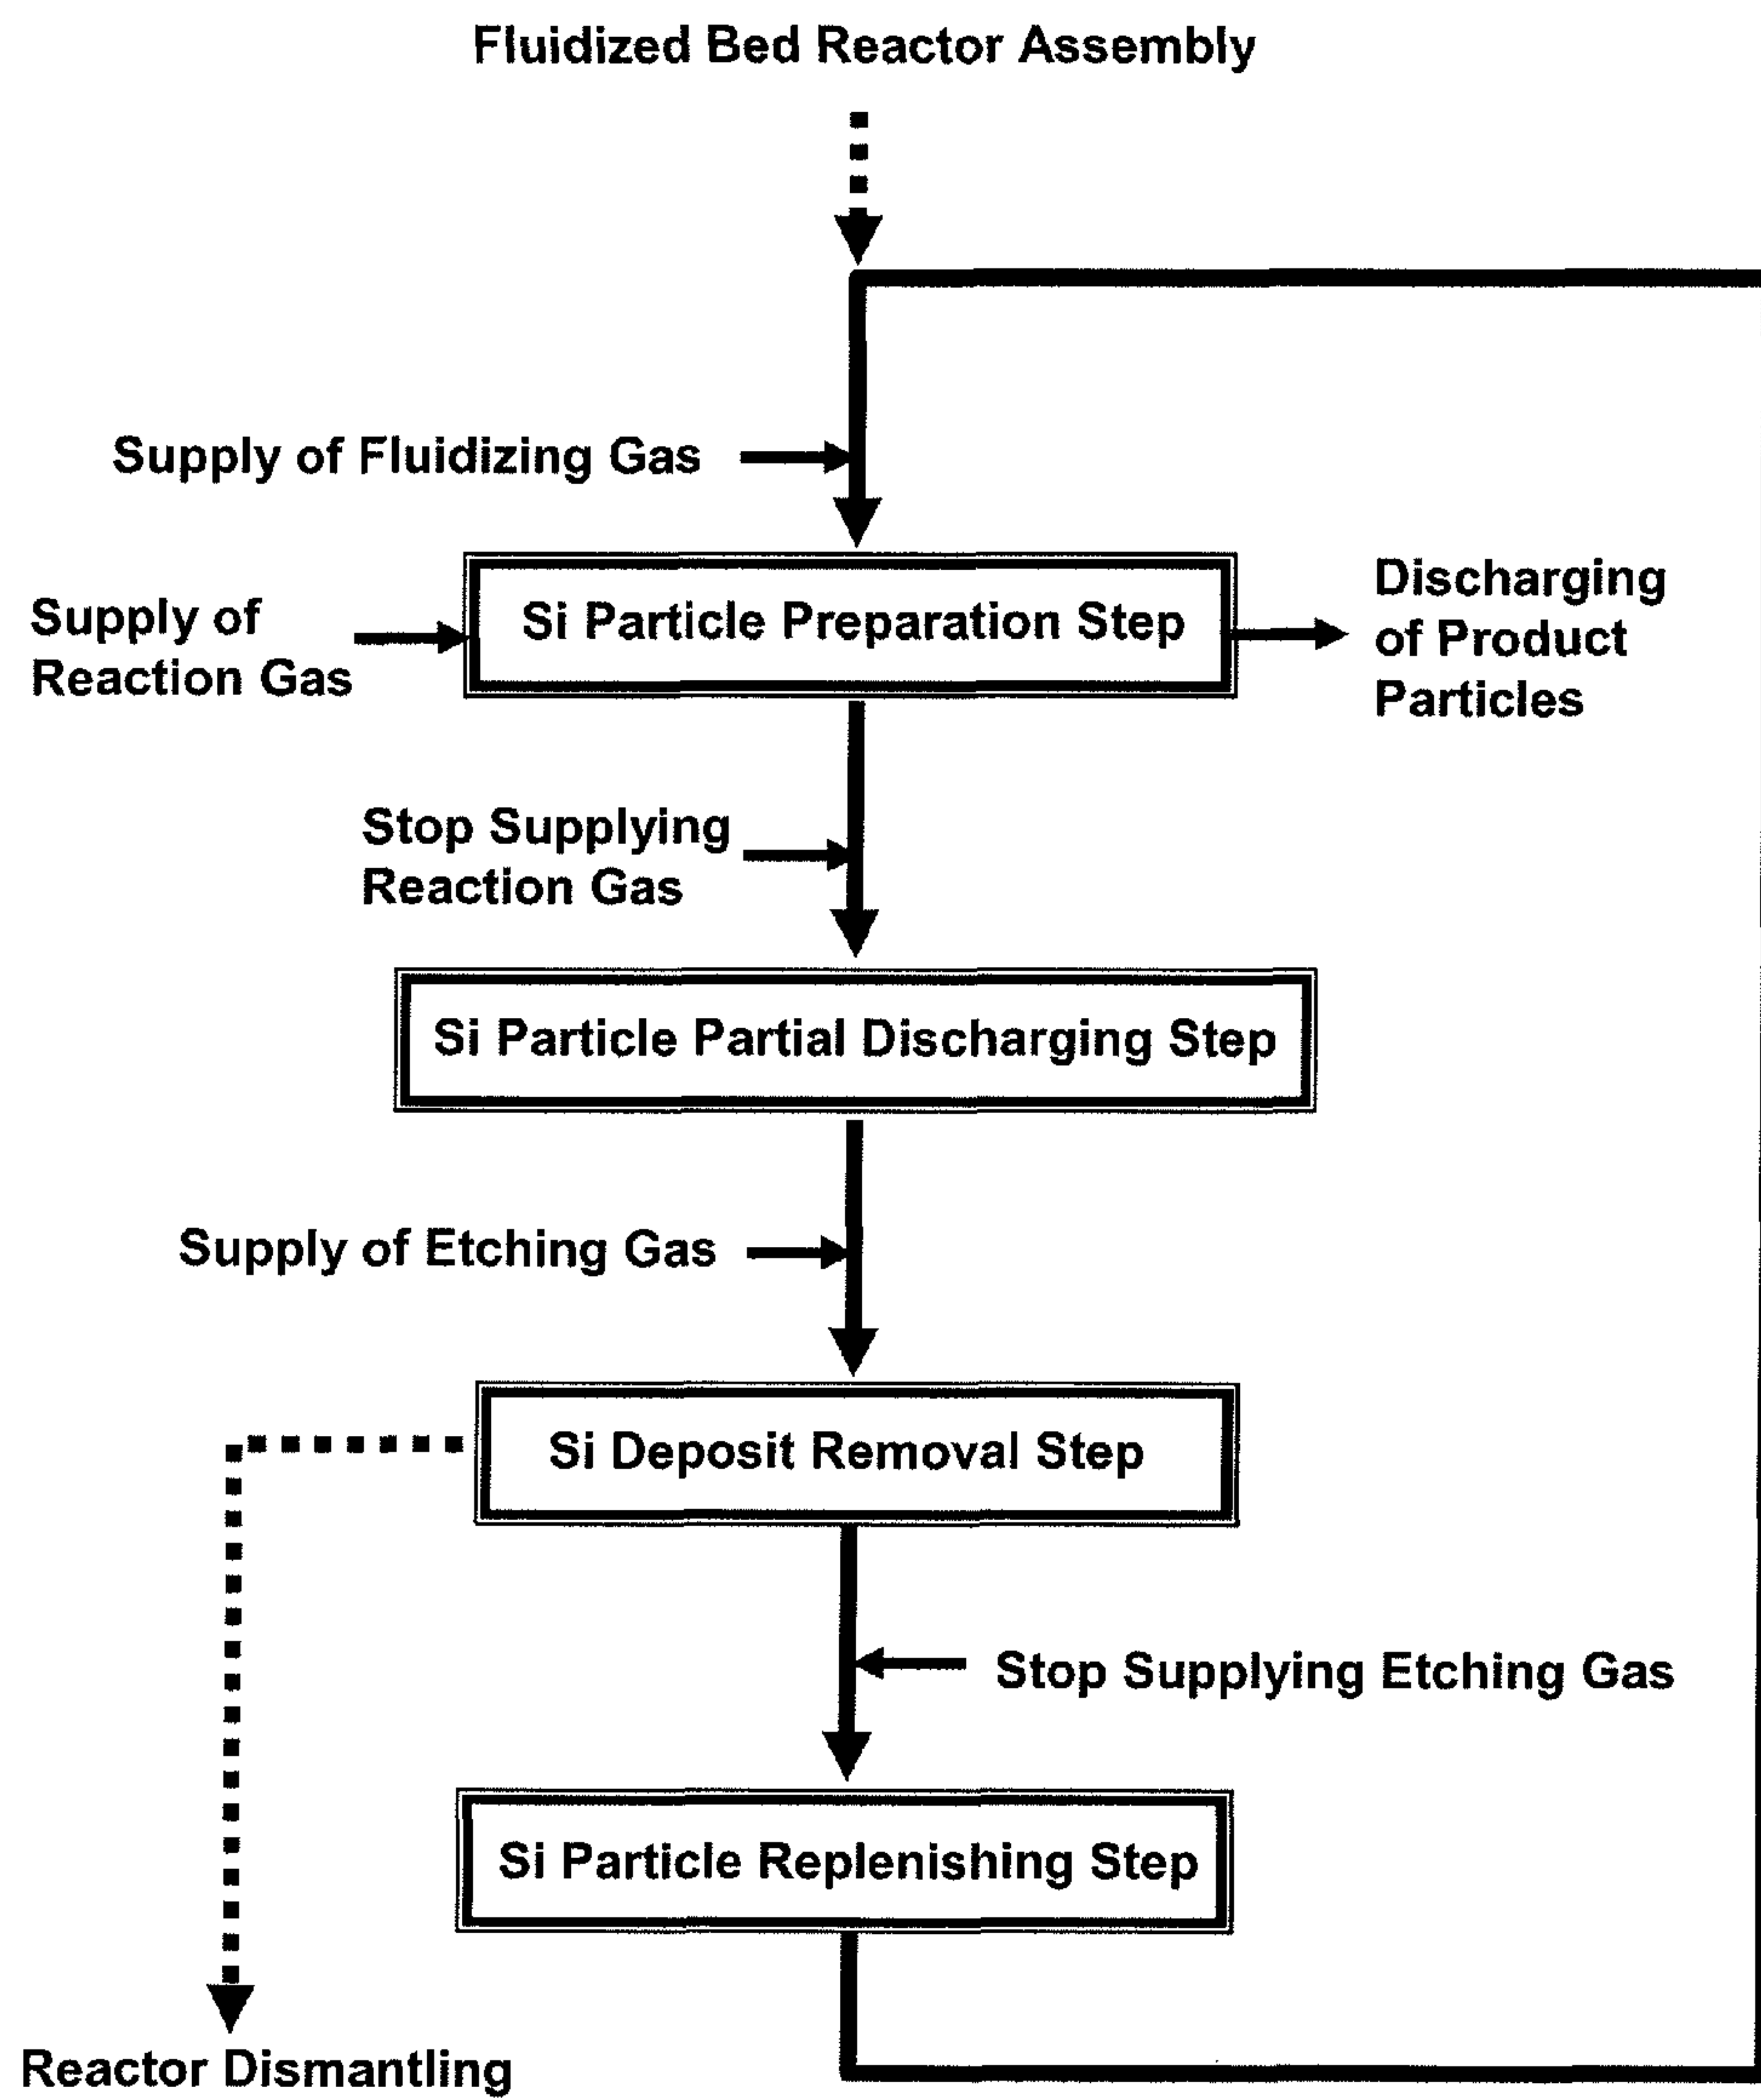 Fluidized Bed Reactor Assembly
Supply of Fluidizing Gas
Supply of
Reaction Gas
Si Particle Preparation Step
Discharging
of Product
Particles
Stop Supplying
Reaction Gas
Si Particle Partial Discharging Step
Supply of Etching Gas
Si Deposit Removal Step
Stop Supplying Etching Gas
Si Particle Replenishing Step
Reactor Dismantling